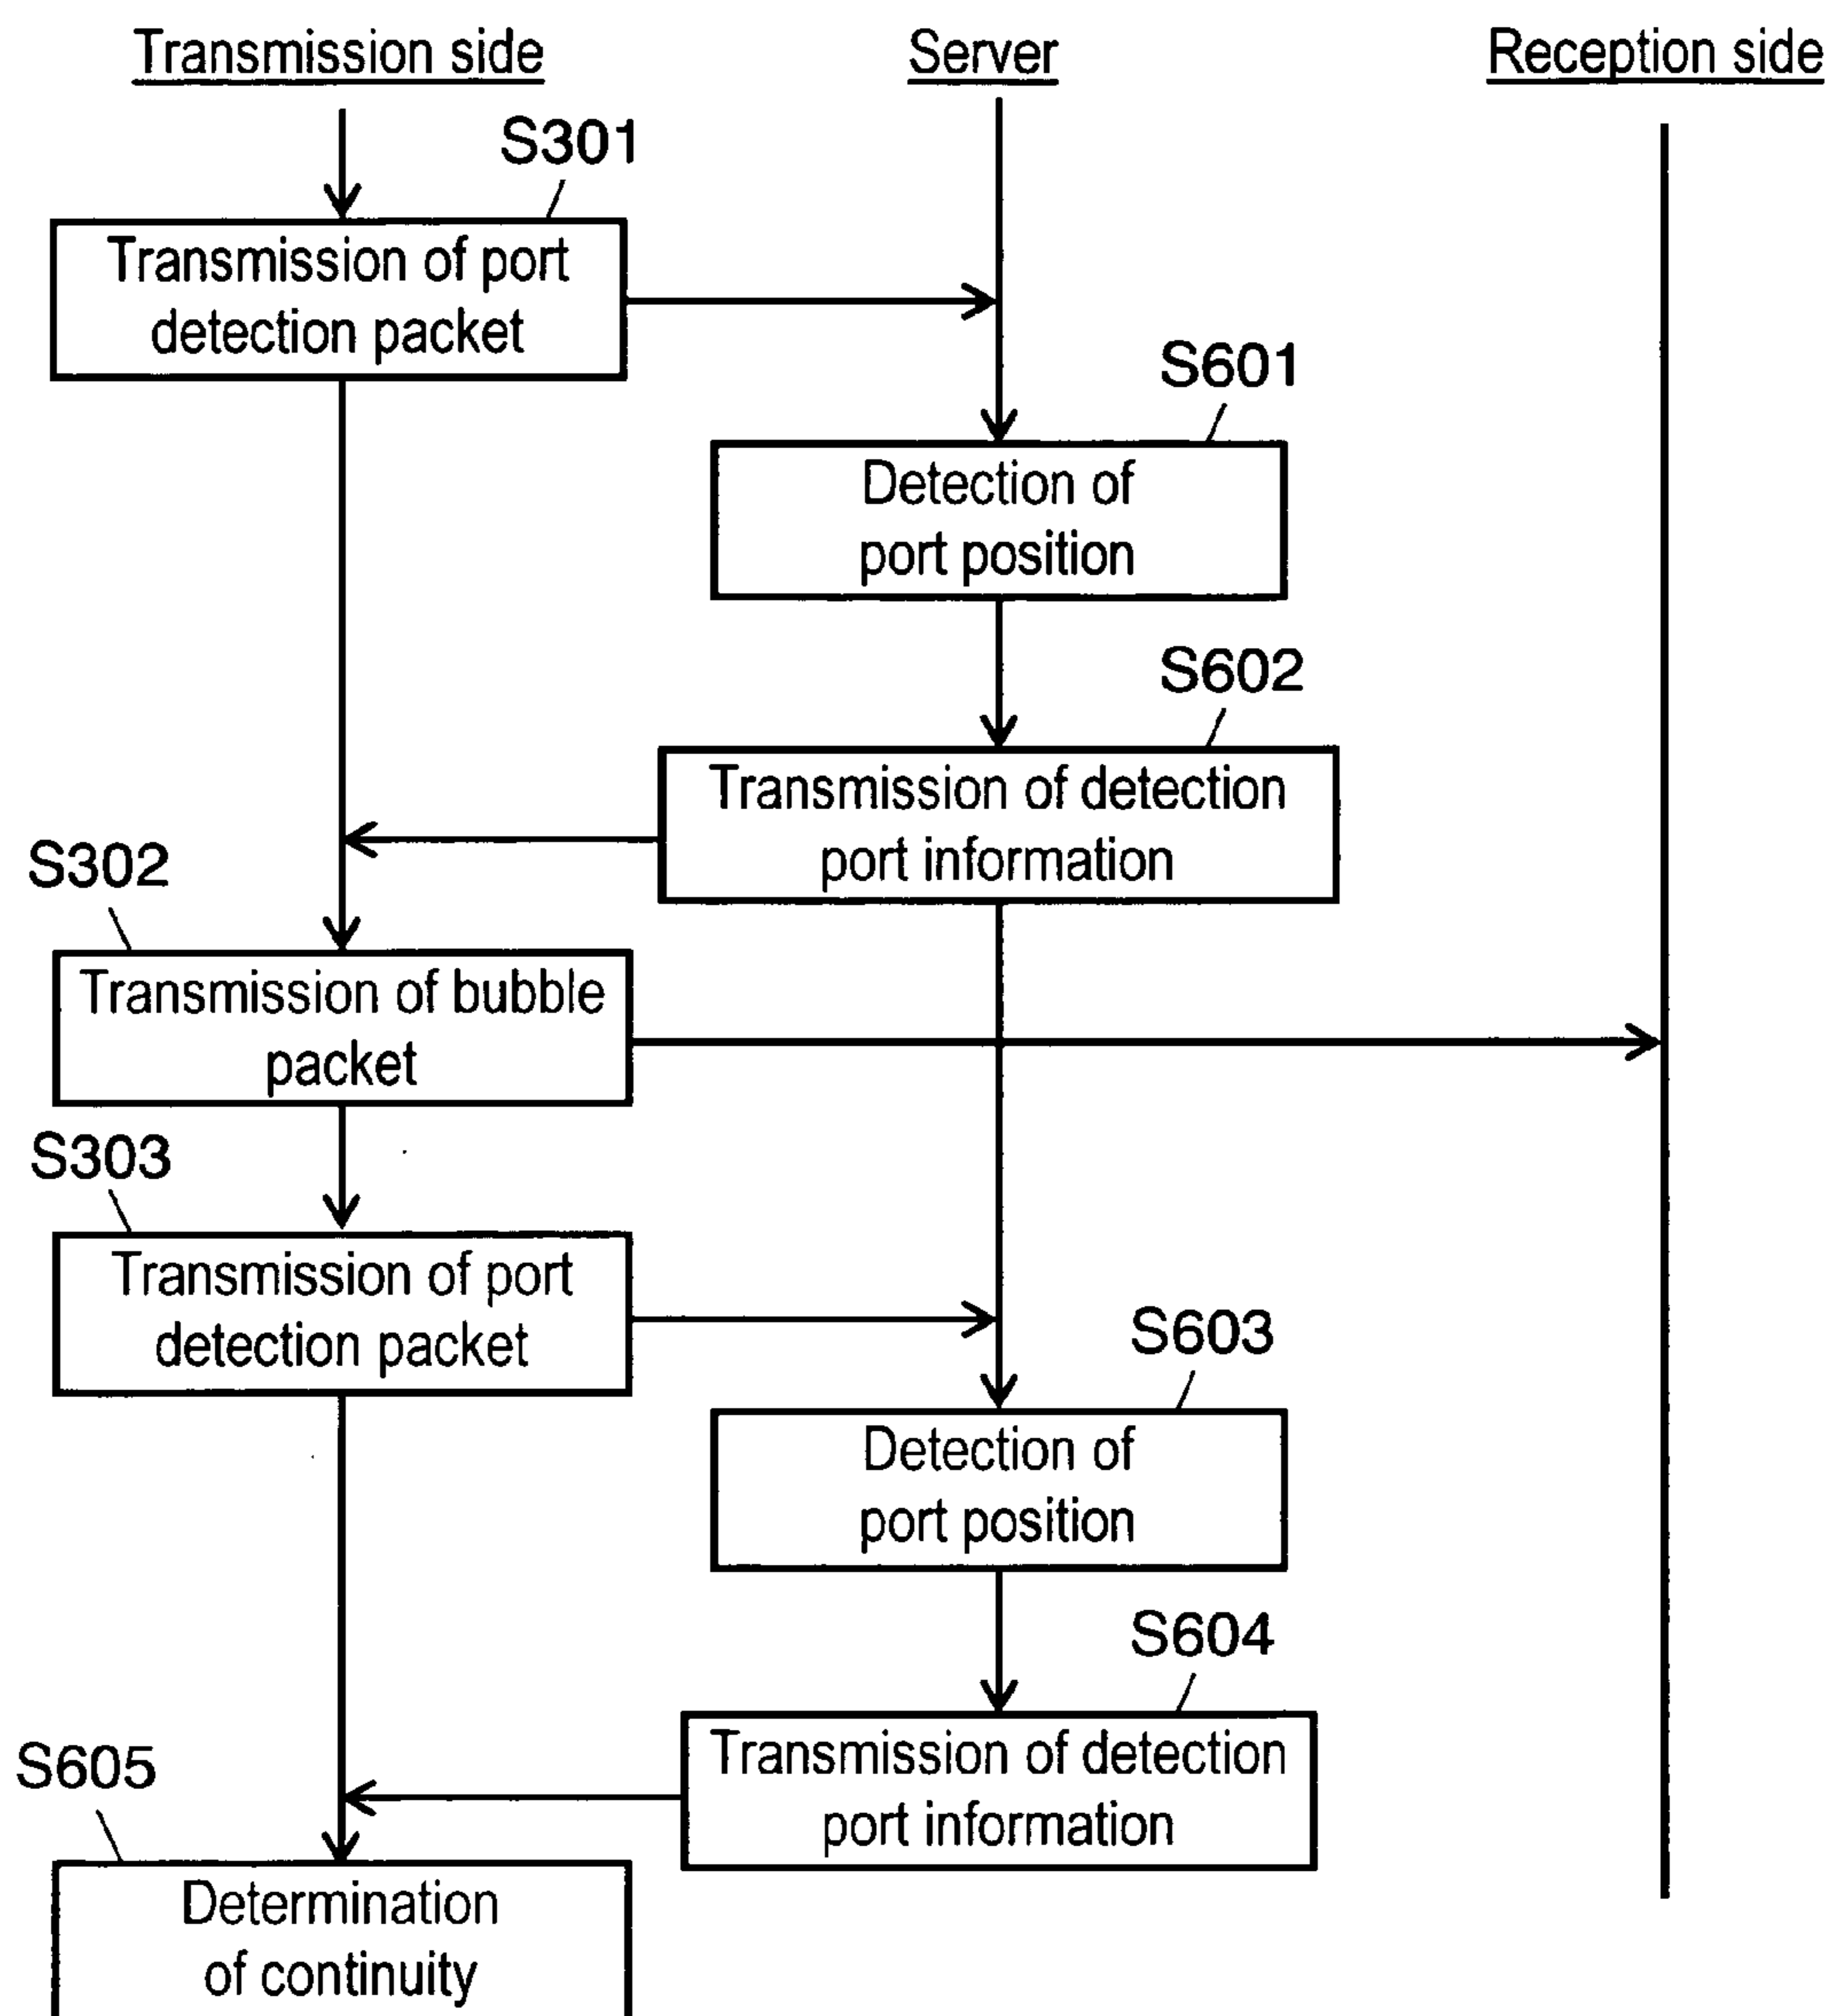 Transmission side
Server
Reception side
S301
Transmission of port
detection packet
S601
Detection of
port position
S602
Transmission of detection
port information
S302
Transmission of bubble
packet
S303
Transmission of port
detection packet
S603
Detection of
port position
S604
Transmission of detection
port information
S605
Determination
of continuity